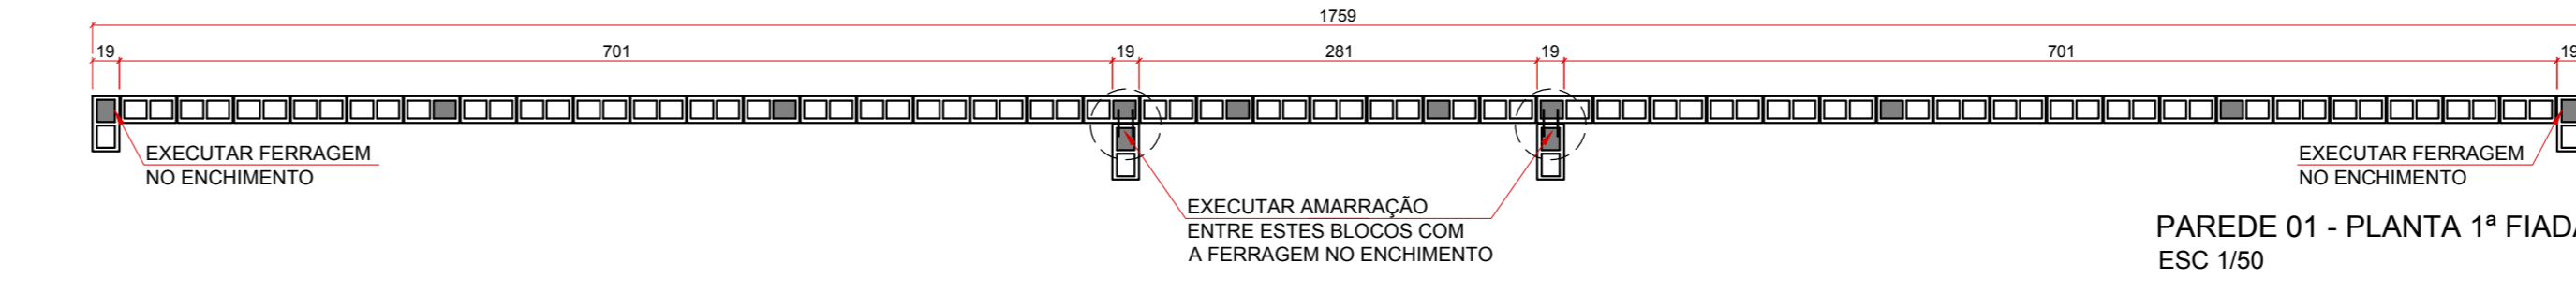 1759
19 701 19 281 19 701 19
EXECUTAR FERRAGEM
NO ENCHIMENTO
EXECUTAR AMARRAÇÃO
ENTRE ESTES BLOCOS COM
A FERRAGEM NO ENCHIMENTO
EXECUTAR FERRAGEM
NO ENCHIMENTO
PAREDE 01 - PLANTA 1ª FIADA
ESC 1/50